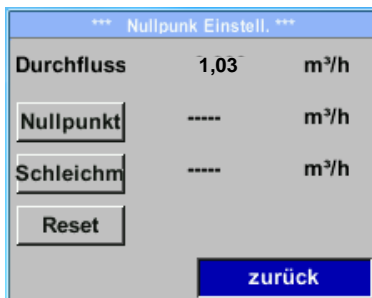 *** Nullpunk Einstell. ***
Durchfluss 1,03 m³/h
Nullpunkt ----- m³/h
Schleichm ----- m³/h
Reset
zurück